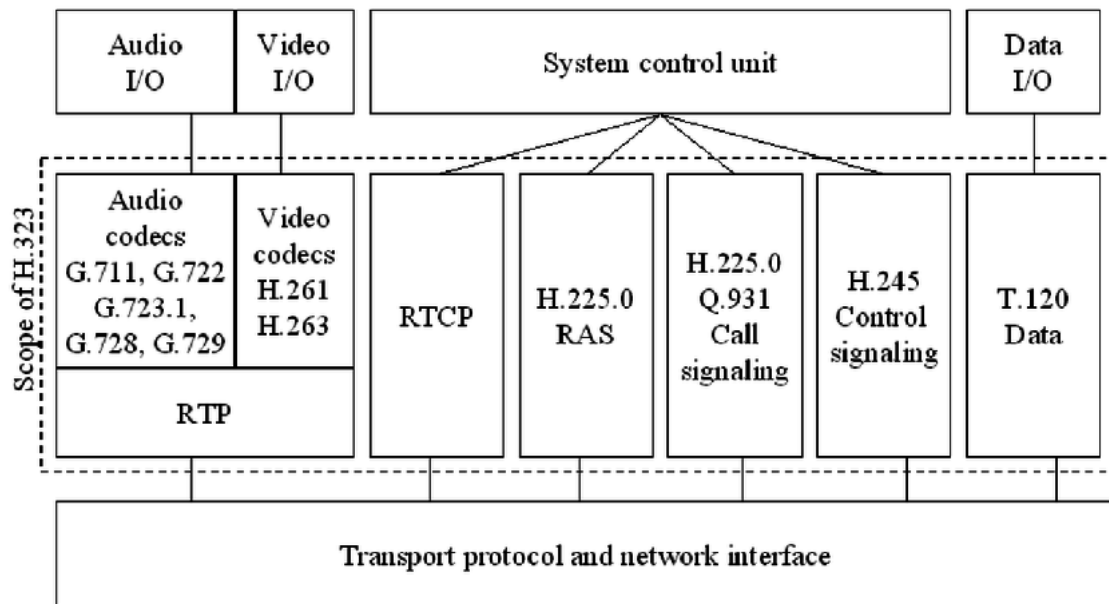 Audio
I/O
Video
I/O
System control unit
Data
I/O
Scope of H.323
Audio
codecs
G.711, G.722
G.723.1,
G.728, G.729
Video
codecs
H.261
H.263
RTP
RTCP
H.225.0
RAS
H.225.0
Q.931
Call
signaling
H.245
Control
signaling
T.120
Data
Transport protocol and network interface